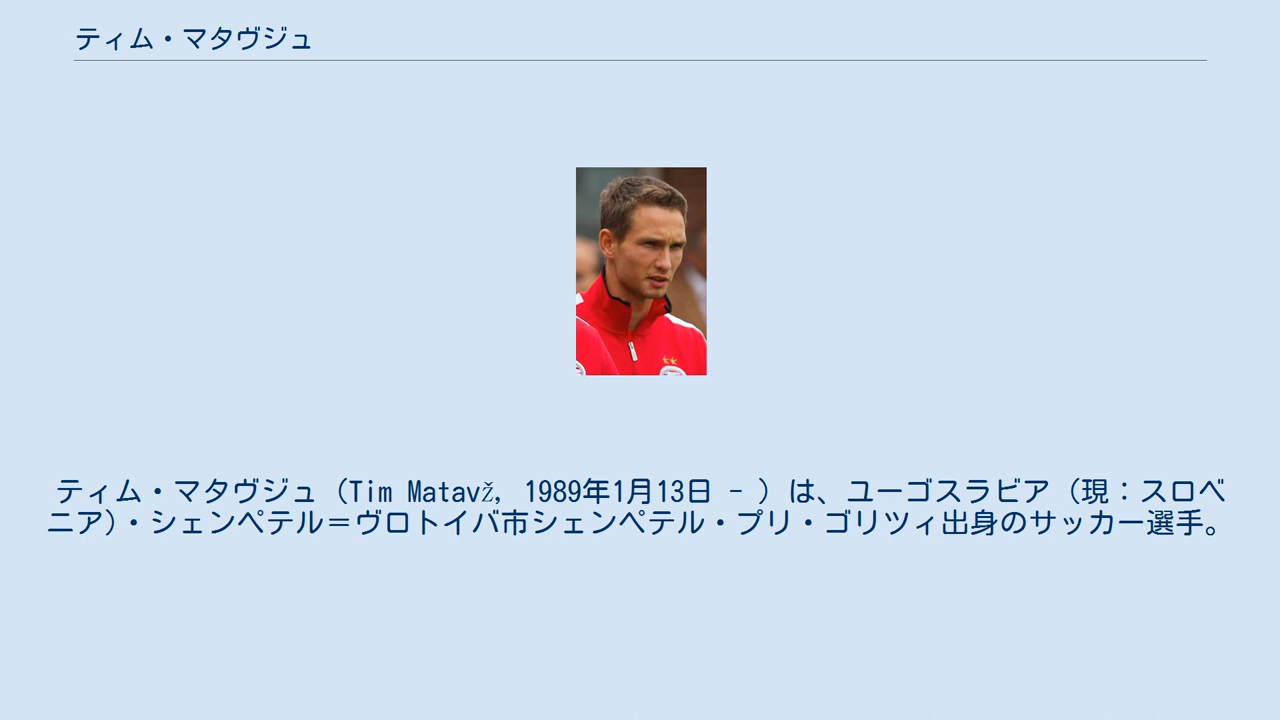 ティム・マタヴジュ
ティム・マタヴジュ（Tim Matavž, 1989年1月13日 - ）は、ユーゴスラビア（現：スロベ
ニア)・シェンペテル＝ヴロトイバ市シェンペテル・プリ・ゴリツィ出身のサッカー選手。